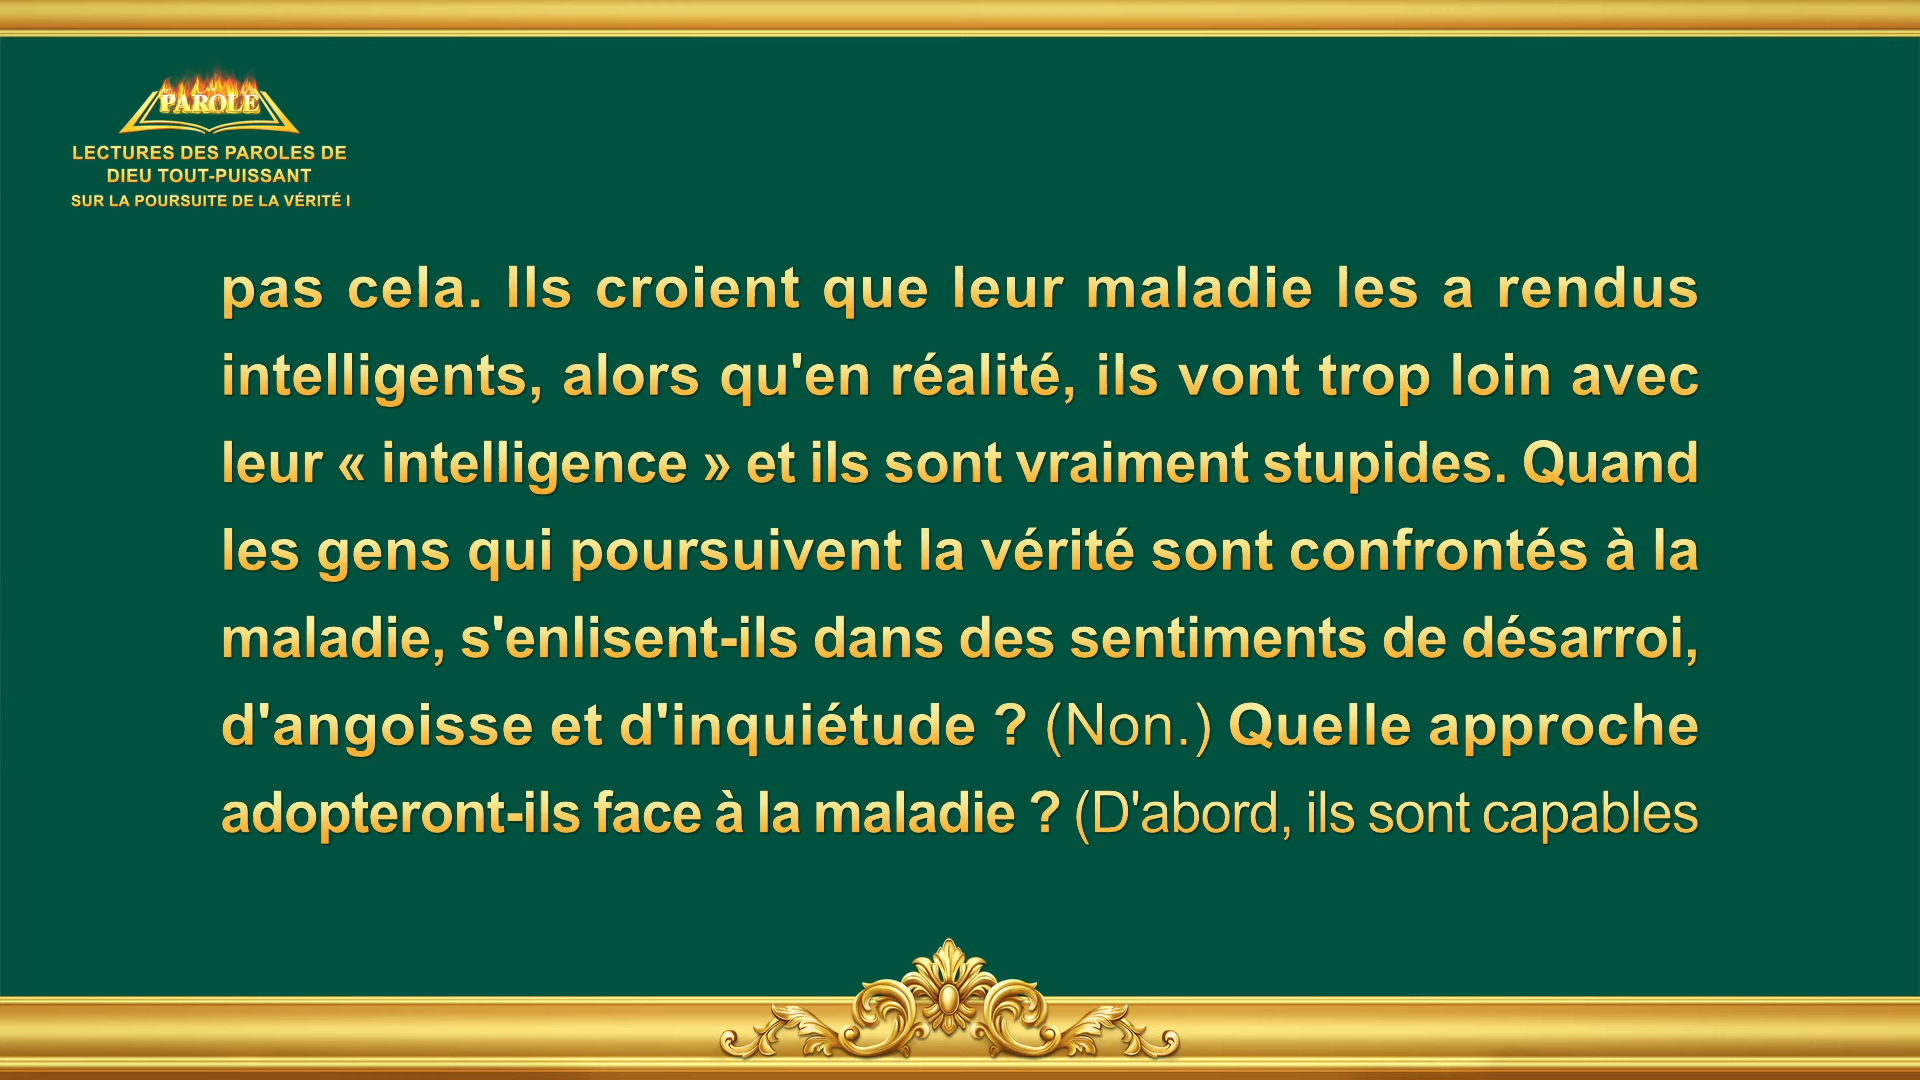 PAROLE
LECTURES DES PAROLES DE
DIEU TOUT-PUISSANT
SUR LA POURSUITE DE LA VÉRITÉ I
pas cela. Ils croient que leur maladie les a rendus
intelligents, alors qu'en réalité, ils vont trop loin avec
leur « intelligence » et ils sont vraiment stupides. Quand
les gens qui poursuivent la vérité sont confrontés à la
maladie, s'enlisent-ils dans des sentiments de désarroi,
d'angoisse et d'inquiétude ? (Non.) Quelle approche
adopteront-ils face à la maladie ? (D'abord, ils sont capables